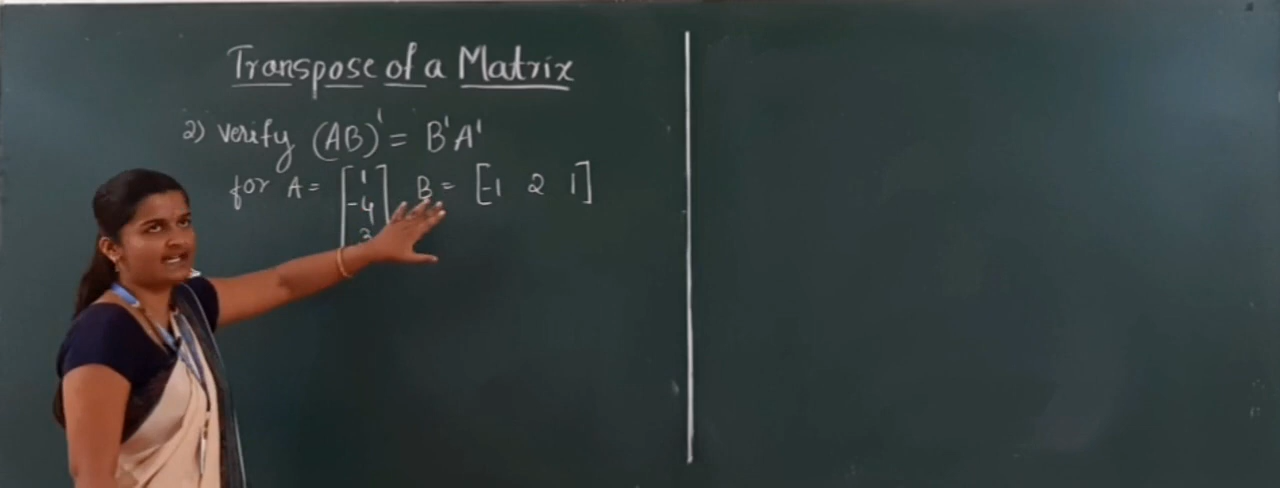 Transpose of a Matrix
2) Verify (AB)' = B'A'
for A = [1 -4 3] B = [-1 2 1]